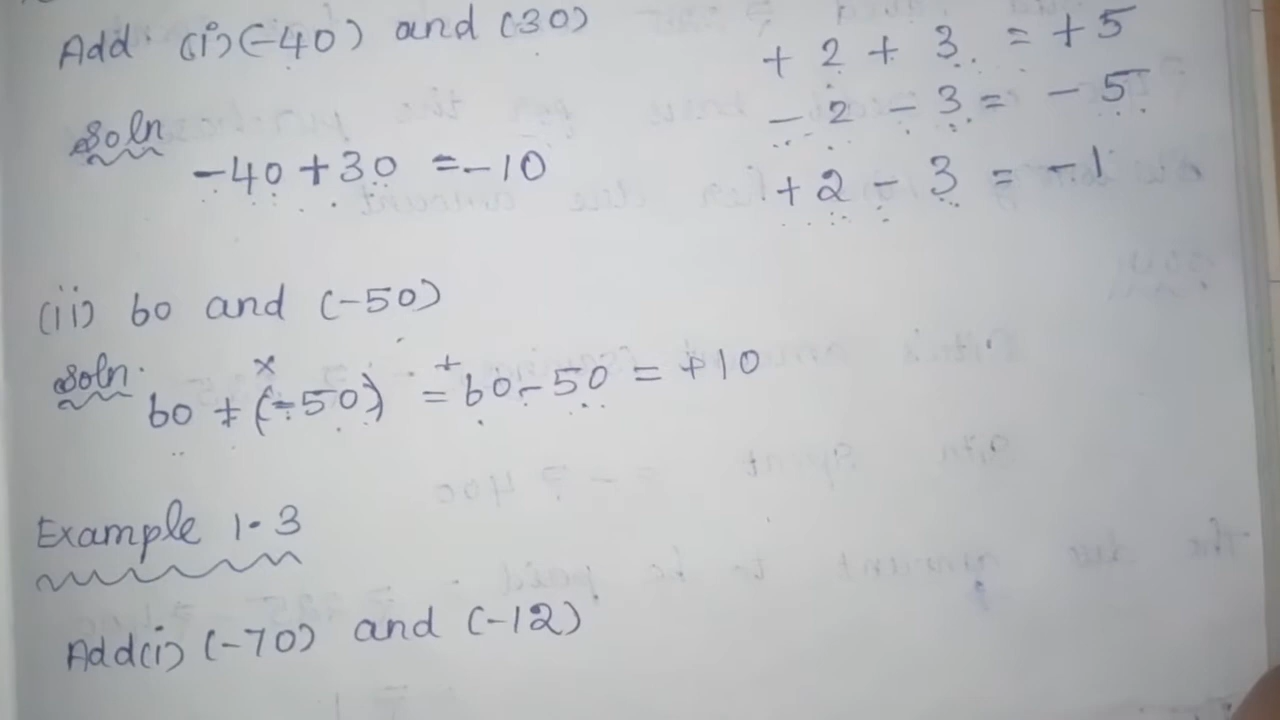 Add (i) (-40) and (30)
Soln
-40 + 30 = -10
+ 2 + 3 = + 5
- 2 - 3 = - 5
+ 2 - 3 = - 1
(ii) 60 and (-50)
Soln.
x +
60 + (-50) = 60 - 50 = +10
Example 1.3
Add (i) (-70) and (-12)